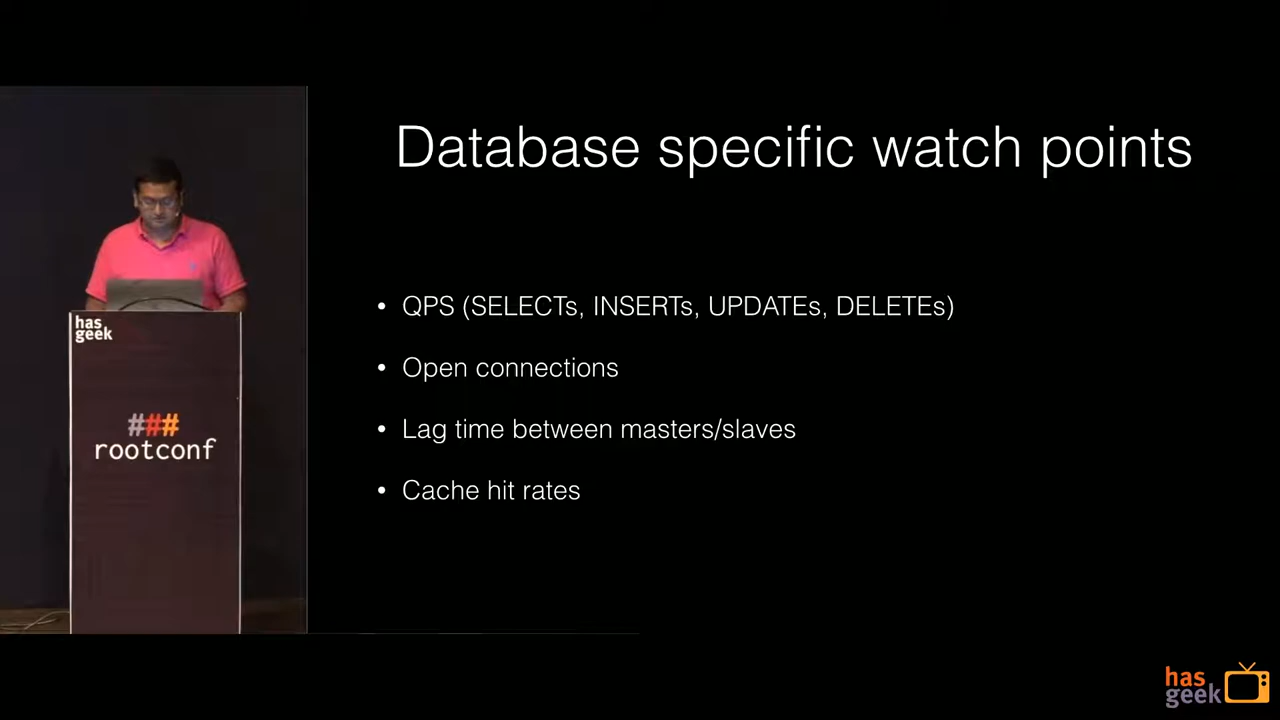 Database specific watch points
• QPS (SELECTs, INSERTs, UPDATEs, DELETEs)
• Open connections
• Lag time between masters/slaves
• Cache hit rates
has
geek
###
rootconf
has
geek